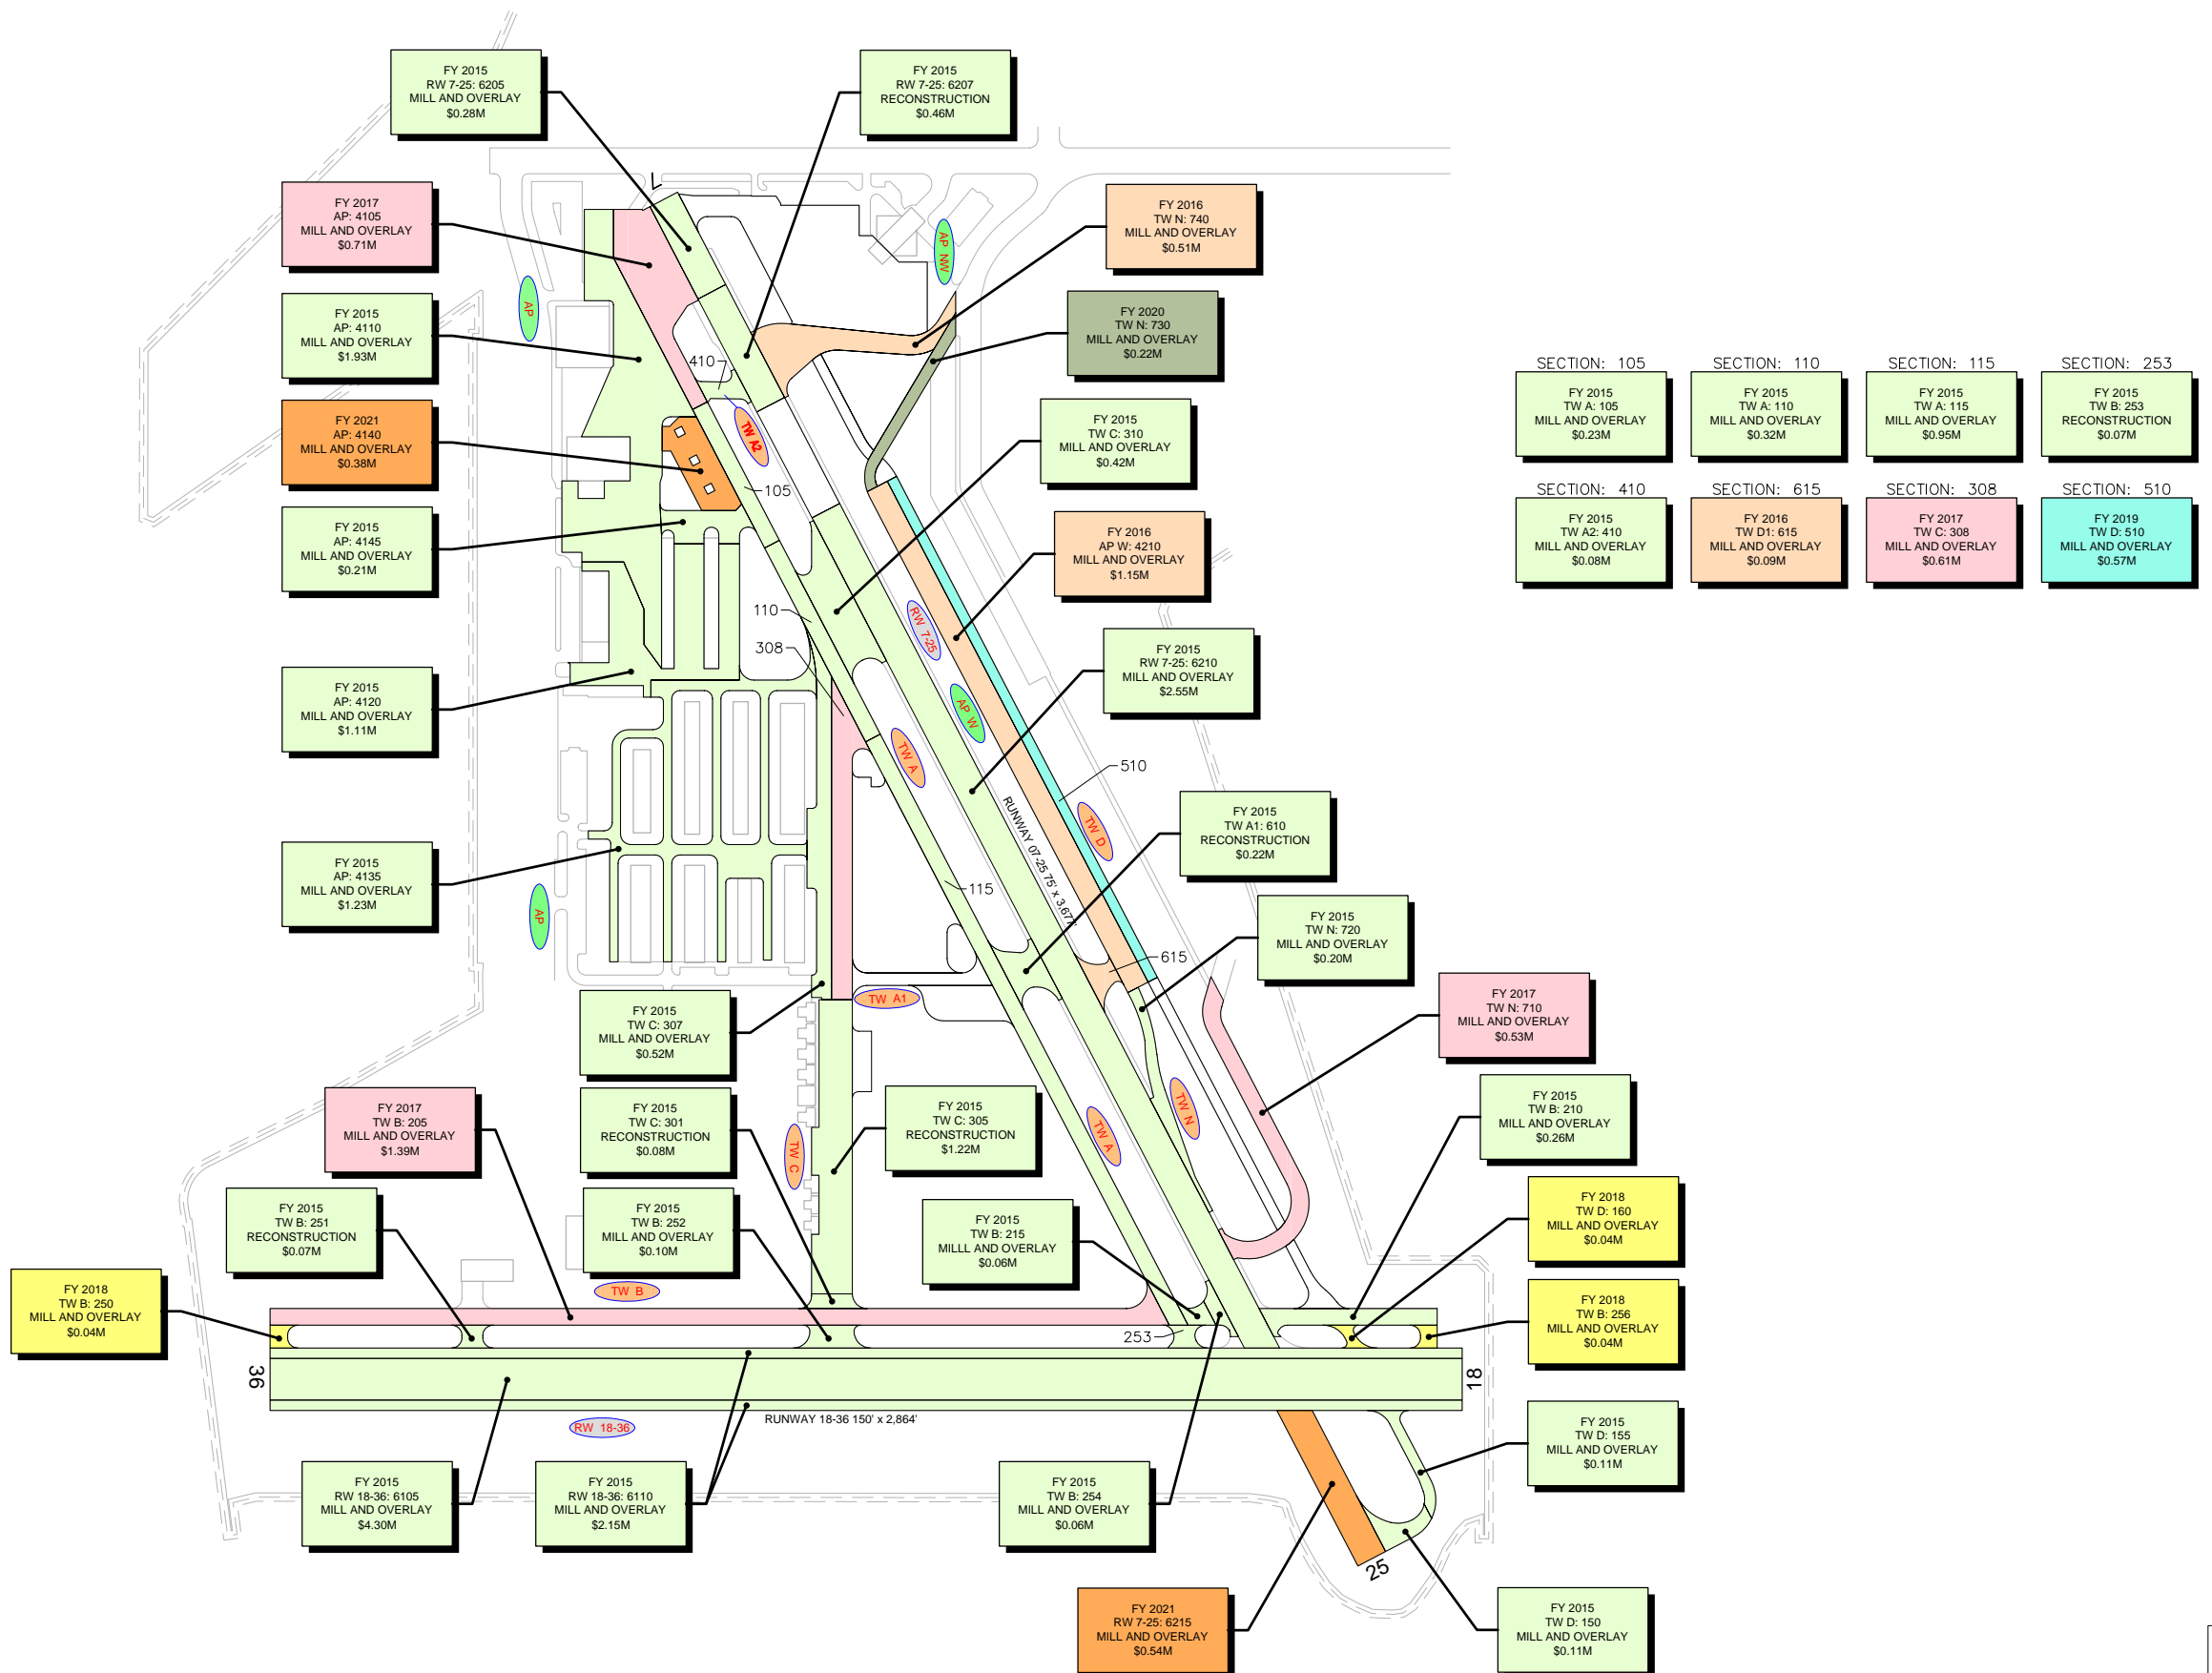 FY 2015
RW 7-25: 6205
MILL AND OVERLAY
$0.28M
FY 2015
RW 7-25: 6207
RECONSTRUCTION
$0.46M
FY 2017
AP: 4105
MILL AND OVERLAY
$0.71M
FY 2016
TW N: 740
MILL AND OVERLAY
$0.51M
AP NW
AP
FY 2015
AP: 4110
MILL AND OVERLAY
$1.93M
FY 2020
TW N: 730
MILL AND OVERLAY
$0.22M
410
TW A2
FY 2021
AP: 4140
MILL AND OVERLAY
$0.38M
FY 2015
TW C: 310
MILL AND OVERLAY
$0.42M
105
SECTION: 105
FY 2015
TW A: 105
MILL AND OVERLAY
$0.23M
SECTION: 110
FY 2015
TW A: 110
MILL AND OVERLAY
$0.32M
SECTION: 115
FY 2015
TW A: 115
MILL AND OVERLAY
$0.95M
SECTION: 253
FY 2015
TW B: 253
RECONSTRUCTION
$0.07M
SECTION: 410
FY 2015
TW A2: 410
MILL AND OVERLAY
$0.08M
SECTION: 615
FY 2016
TW D1: 615
MILL AND OVERLAY
$0.09M
SECTION: 308
FY 2017
TW C: 308
MILL AND OVERLAY
$0.61M
SECTION: 510
FY 2019
TW D: 510
MILL AND OVERLAY
$0.57M
FY 2015
AP: 4145
MILL AND OVERLAY
$0.21M
FY 2016
AP W: 4210
MILL AND OVERLAY
$1.15M
110
308
RW 7-25
AP W
FY 2015
AP: 4120
MILL AND OVERLAY
$1.11M
FY 2015
RW 7-25: 6210
MILL AND OVERLAY
$2.55M
TW A
510
TW D
RUNWAY 07-25 75' x 3,67
FY 2015
AP: 4135
MILL AND OVERLAY
$1.23M
AP
FY 2015
TW A1: 610
RECONSTRUCTION
$0.22M
115
FY 2015
TW N: 720
MILL AND OVERLAY
$0.20M
615
TW A1
FY 2015
TW C: 307
MILL AND OVERLAY
$0.52M
FY 2017
TW N: 710
MILL AND OVERLAY
$0.53M
FY 2017
TW B: 205
MILL AND OVERLAY
$1.39M
FY 2015
TW C: 301
RECONSTRUCTION
$0.08M
TW C
FY 2015
TW C: 305
RECONSTRUCTION
$1.22M
TW A
TW N
FY 2015
TW B: 210
MILL AND OVERLAY
$0.26M
FY 2015
TW B: 251
RECONSTRUCTION
$0.07M
FY 2015
TW B: 252
MILL AND OVERLAY
$0.10M
FY 2015
TW B: 215
MILLL AND OVERLAY
$0.06M
FY 2018
TW D: 160
MILL AND OVERLAY
$0.04M
FY 2018
TW B: 250
MILL AND OVERLAY
$0.04M
TW B
FY 2018
TW B: 256
MILL AND OVERLAY
$0.04M
253
36
18
RW 18-36
RUNWAY 18-36 150' x 2,864'
FY 2015
TW D: 155
MILL AND OVERLAY
$0.11M
FY 2015
RW 18-36: 6105
MILL AND OVERLAY
$4.30M
FY 2015
RW 18-36: 6110
MILL AND OVERLAY
$2.15M
FY 2015
TW B: 254
MILL AND OVERLAY
$0.06M
25
FY 2021
RW 7-25: 6215
MILL AND OVERLAY
$0.54M
FY 2015
TW D: 150
MILL AND OVERLAY
$0.11M